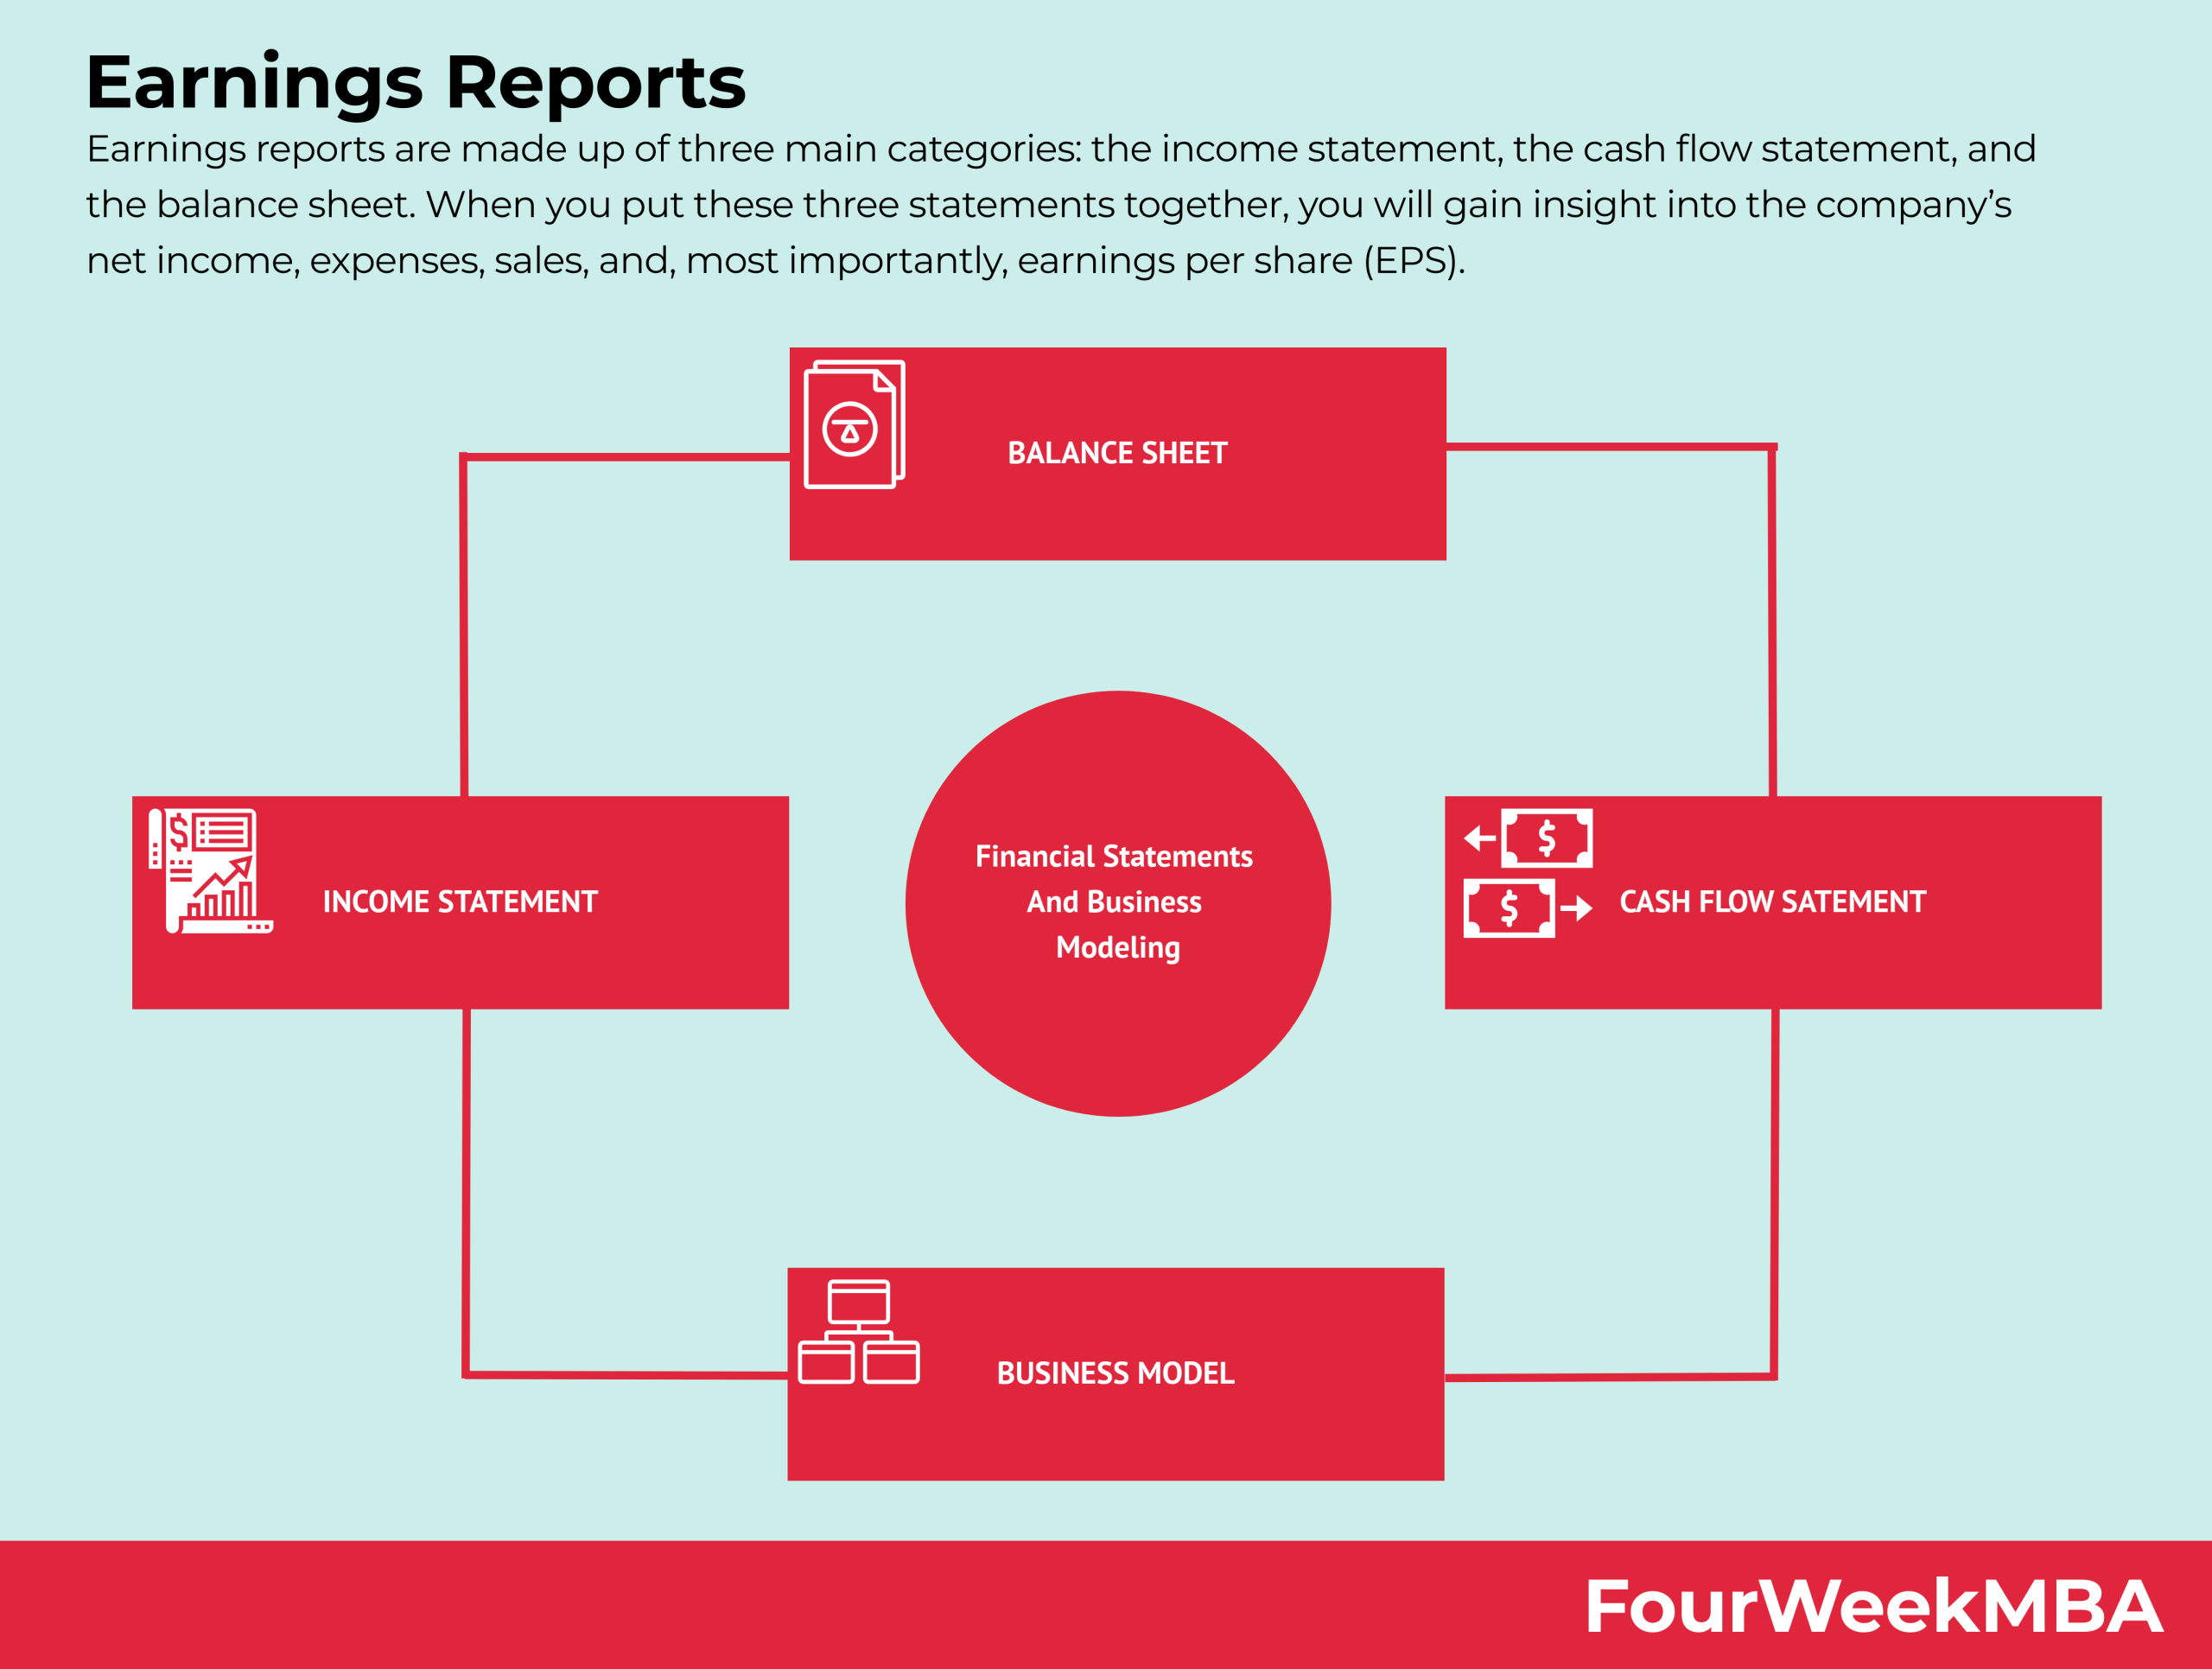 Earnings Reports
Earnings reports are made up of three main categories: the income statement, the cash flow statement, and
the balance sheet. When you put these three statements together, you will gain insight into the company’s
net income, expenses, sales, and, most importantly, earnings per share (EPS).
BALANCE SHEET
INCOME STATEMENT
Financial Statements
And Business
Modeling
CASH FLOW SATEMENT
BUSINESS MODEL
FourWeekMBA